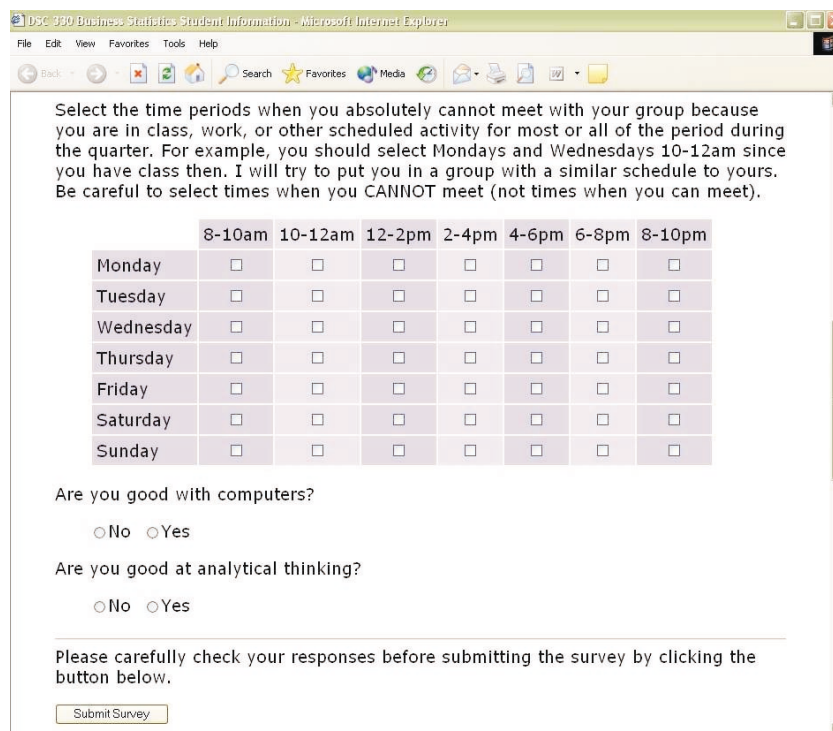 DSC 330 Business Statistics Student Information - Microsoft Internet Explorer
File Edit View Favorites Tools Help
Back Search Favorites Media
Select the time periods when you absolutely cannot meet with your group because
you are in class, work, or other scheduled activity for most or all of the period during
the quarter. For example, you should select Mondays and Wednesdays 10-12am since
you have class then. I will try to put you in a group with a similar schedule to yours.
Be careful to select times when you CANNOT meet (not times when you can meet).
8-10am 10-12am 12-2pm 2-4pm 4-6pm 6-8pm 8-10pm
Monday
Tuesday
Wednesday
Thursday
Friday
Saturday
Sunday
Are you good with computers?
No Yes
Are you good at analytical thinking?
No Yes
Please carefully check your responses before submitting the survey by clicking the
button below.
Submit Survey